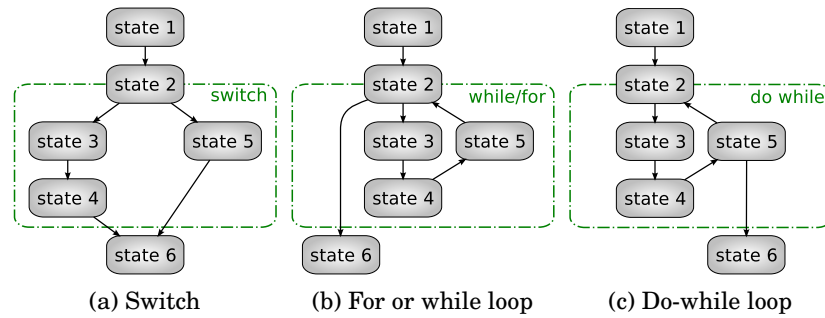 state 1
state 2
switch
state 3
state 5
state 4
state 6
(a) Switch
state 1
state 2
while/for
state 3
state 5
state 4
state 6
(b) For or while loop
state 1
state 2
do while
state 3
state 5
state 4
state 6
(c) Do-while loop